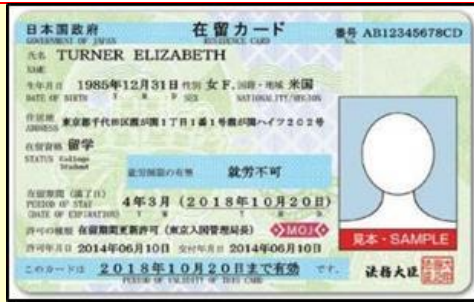 日本国政府 在留カード 番号 AB12345678CD
GOVERNMENT OF JAPAN RESIDENCE CARD No.
氏名 TURNER ELIZABETH
NAME
生年月日 1985年12月31日 性別 女 F. 国籍・地域 米国
DATE OF BIRTH Y M D SEX NATIONALITY/REGION
住居地 東京都千代田区霞が関1丁目1番1号霞が関ハイツ202号
ADDRESS
在留資格 留学
STATUS College
Student
就労制限の有無 就労不可
在留期間(満了日) 4年3月(2018年10月20日)
PERIOD OF STAY Y M Y M D
(DATE OF EXPIRATION)
許可の種類 在留期間更新許可(東京入国管理局長) MOJ
見本・SAMPLE
許可年月日 2014年06月10日 交付年月日 2014年06月10日
このカードは 2018年10月20日まで有効 です。
PERIOD OF VALIDITY OF THIS CARD
法務大臣